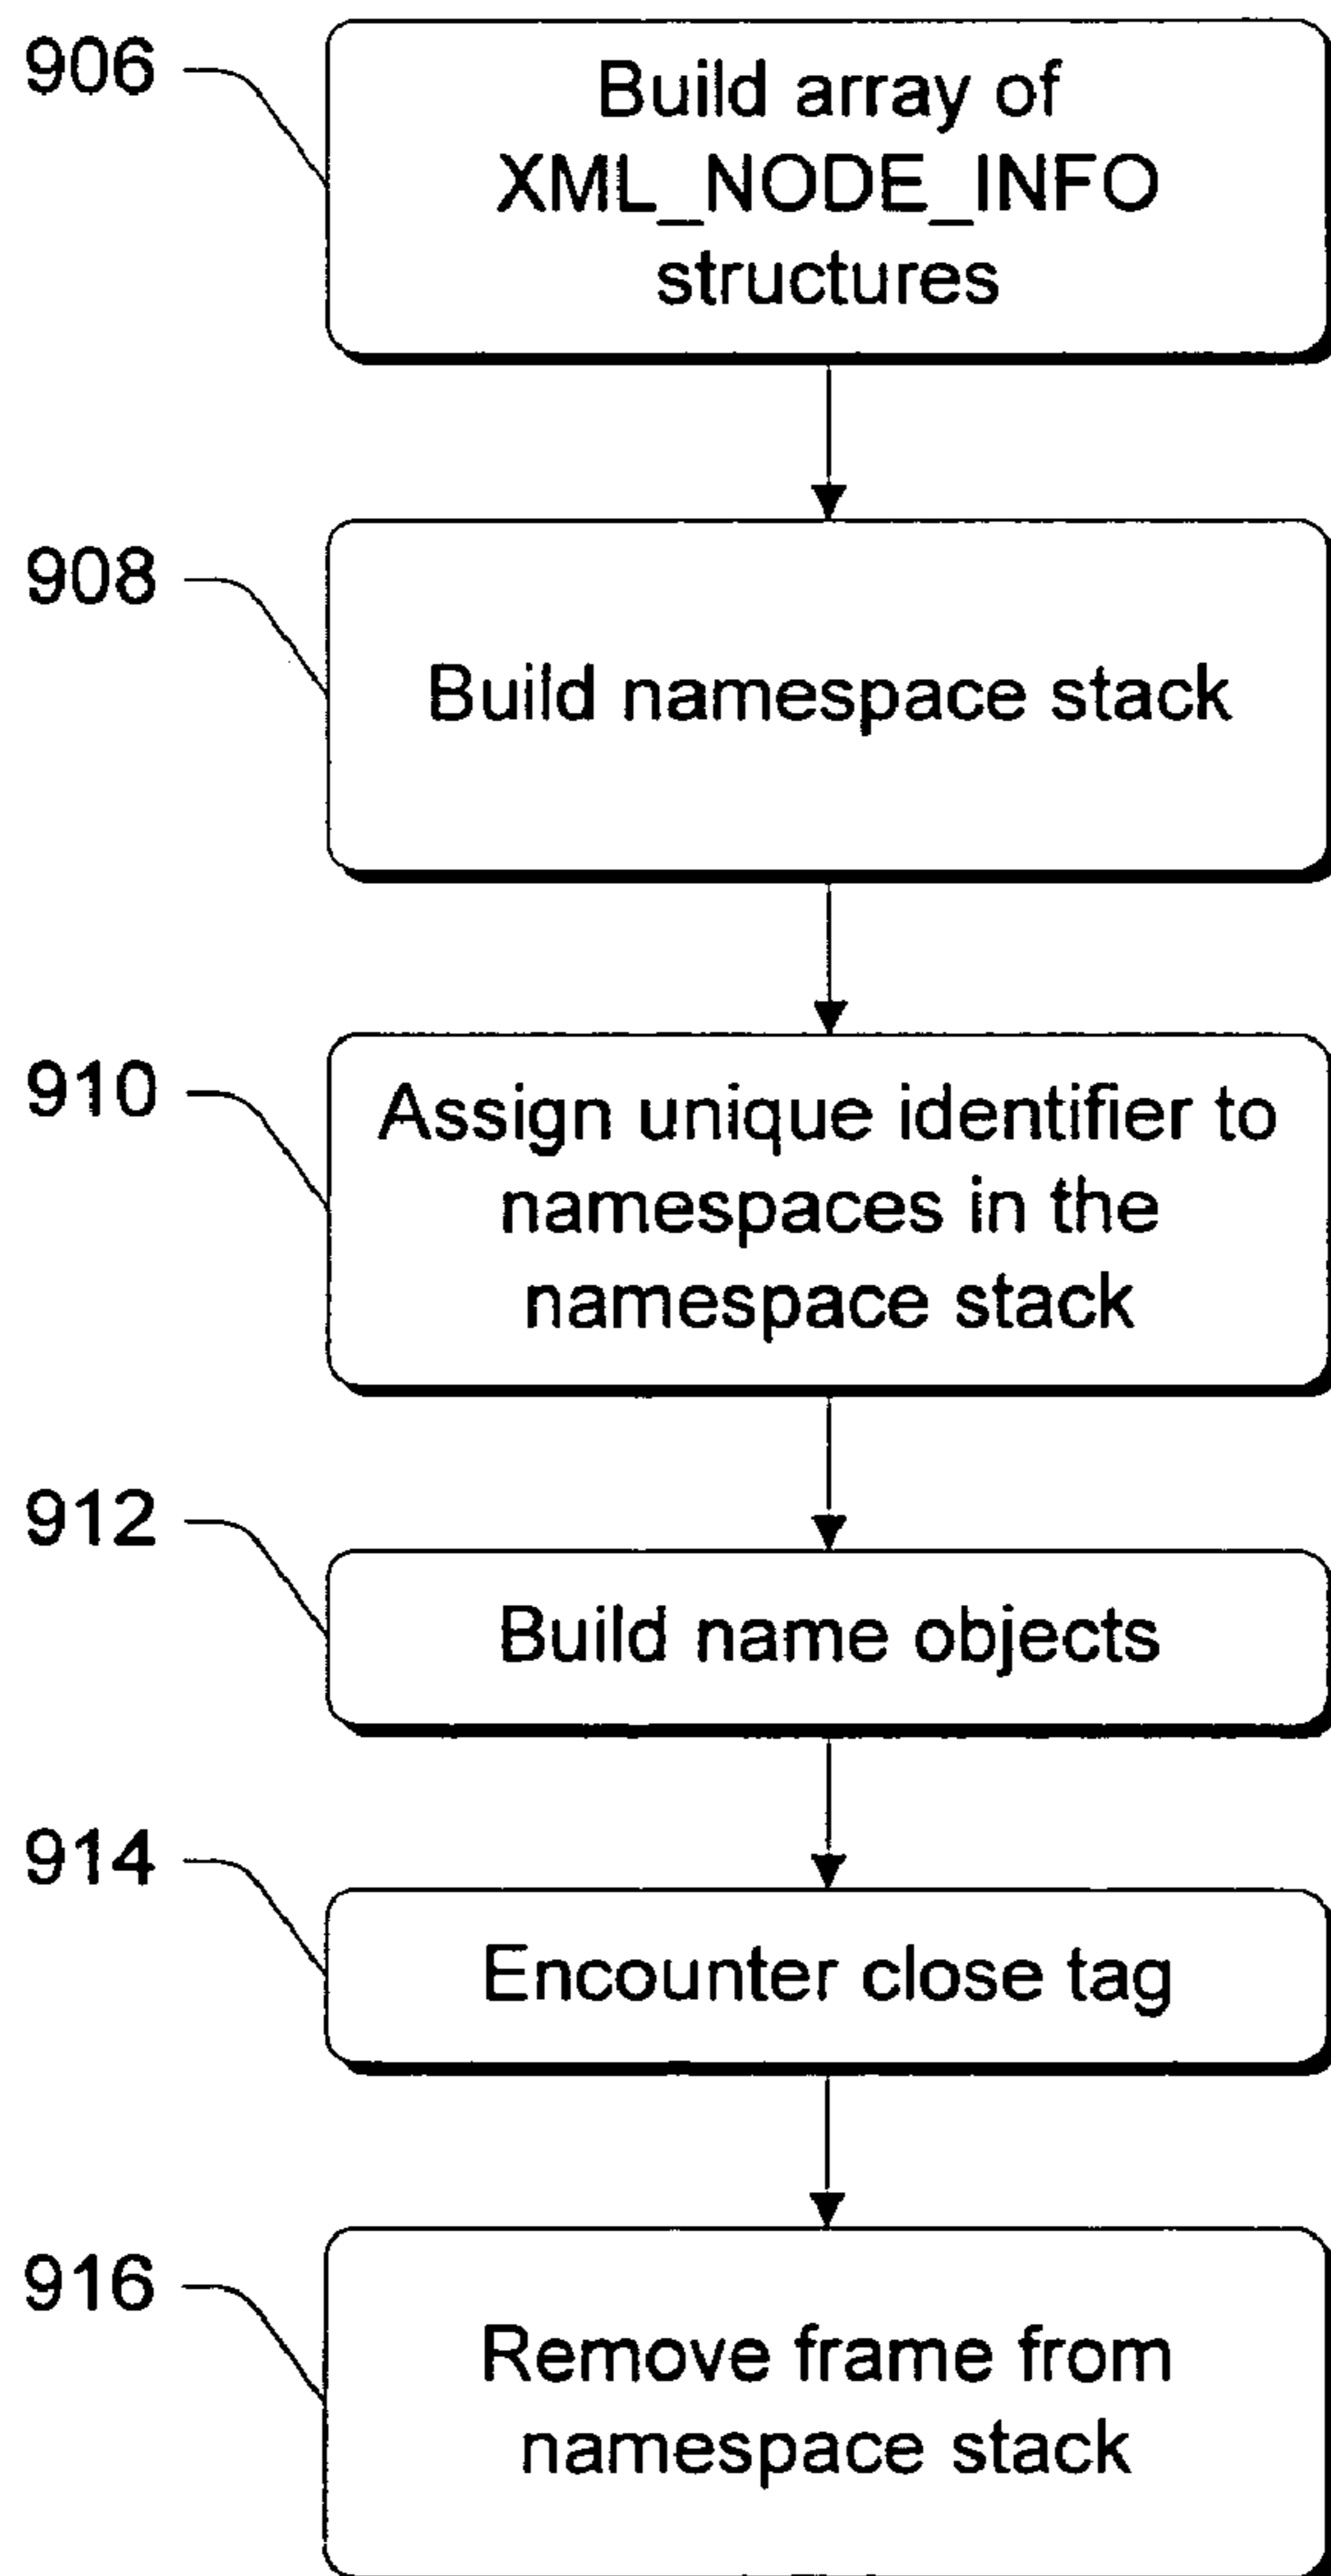 906
Build array of
XML_NODE_INFO
structures
908
Build namespace stack
910
Assign unique identifier to
namespaces in the
namespace stack
912
Build name objects
914
Encounter close tag
916
Remove frame from
namespace stack